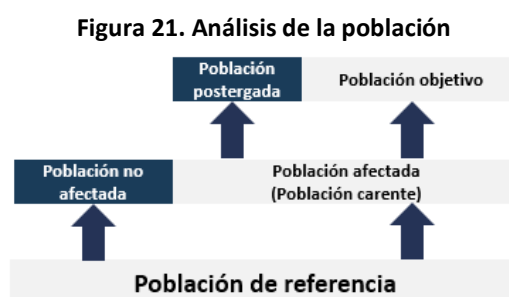 Figura 21. Análisis de la población
Población
postergada
Población objetivo
Población no
afectada
Población afectada
(Población carente)
Población de referencia